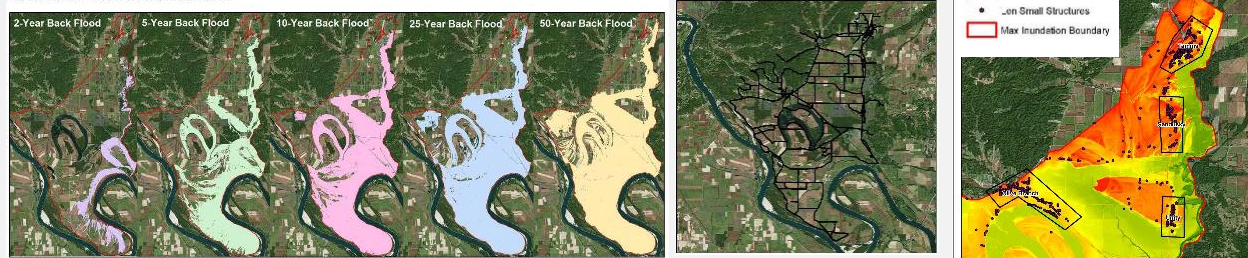 2-Year Back Flood
5-Year Back Flood
10-Year Back Flood
25-Year Back Flood
50-Year Back Flood
Small Structures
Max Inundation Boundary